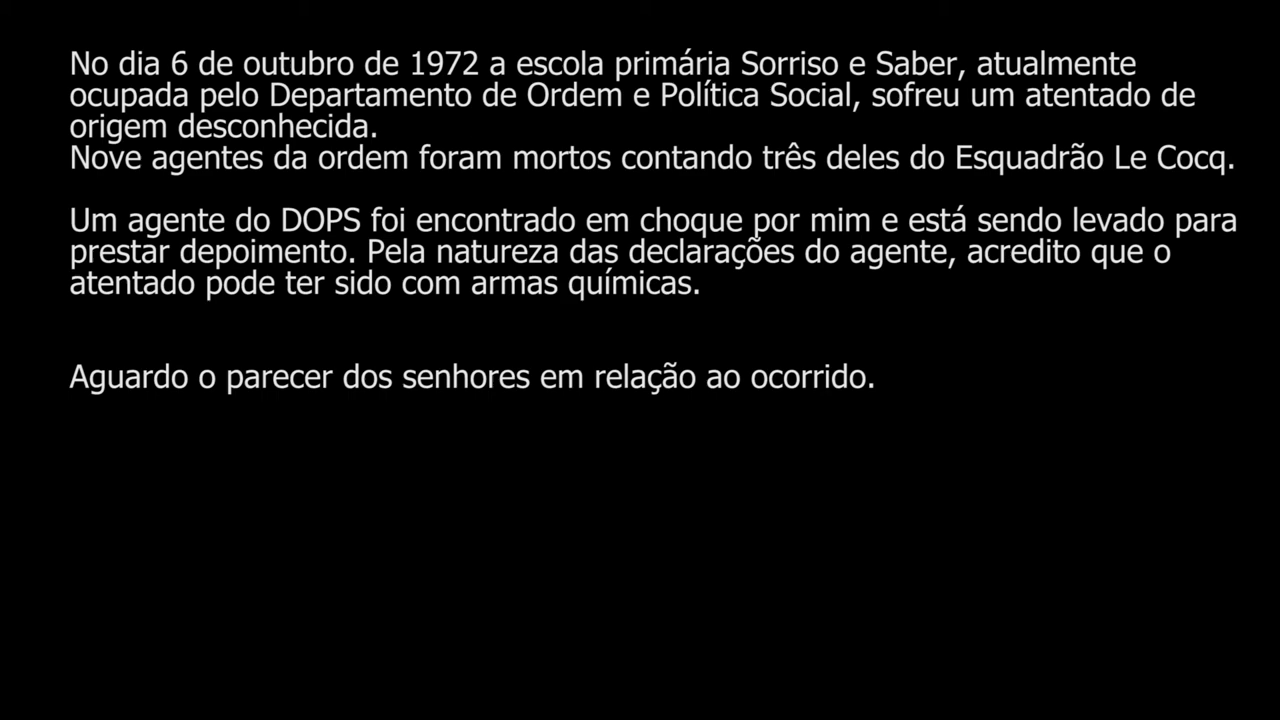 No dia 6 de outubro de 1972 a escola primária Sorriso e Saber, atualmente
ocupada pelo Departamento de Ordem e Política Social, sofreu um atentado de
origem desconhecida.
Nove agentes da ordem foram mortos contando três deles do Esquadrão Le Cocq.
Um agente do DOPS foi encontrado em choque por mim e está sendo levado para
prestar depoimento. Pela natureza das declarações do agente, acredito que o
atentado pode ter sido com armas químicas.
Aguardo o parecer dos senhores em relação ao ocorrido.